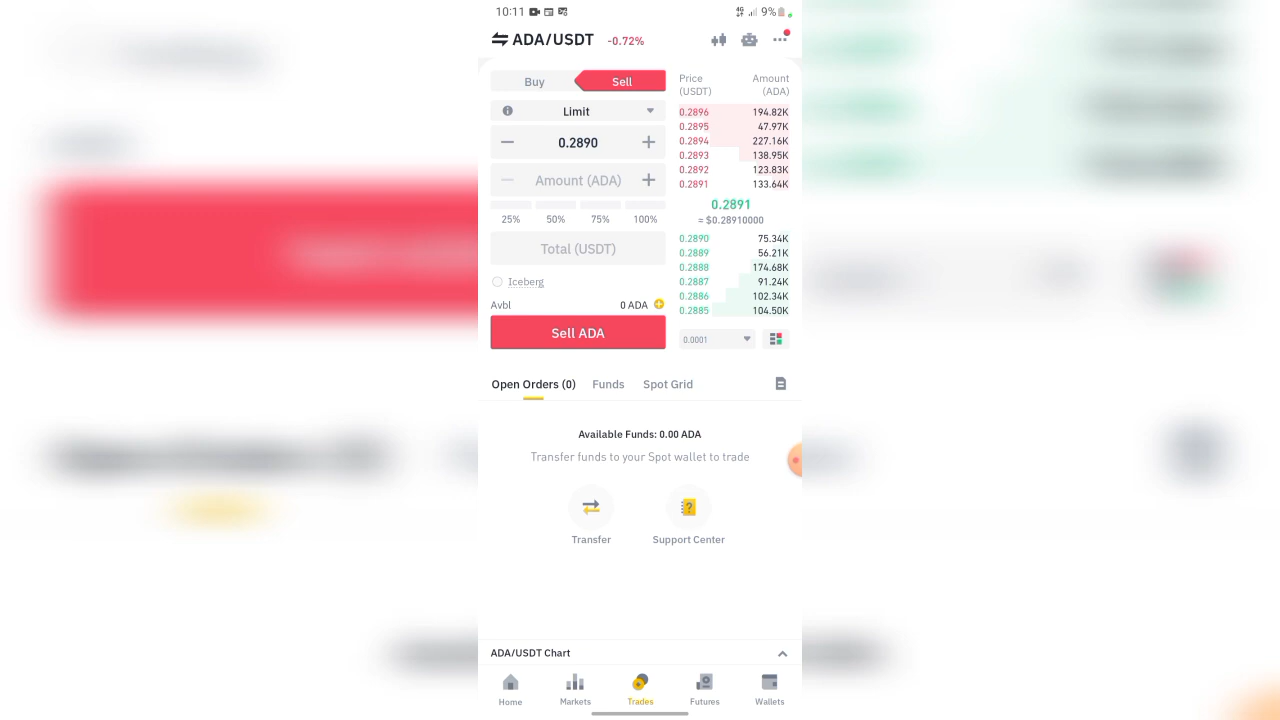 10:11 4G 9%
ADA/USDT -0.72%
Buy Sell
Limit
0.2890
Amount (ADA)
25% 50% 75% 100%
Total (USDT)
Iceberg
Avbl 0 ADA
Sell ADA
Price (USDT) Amount (ADA)
0.2896 194.82K
0.2895 47.97K
0.2894 227.16K
0.2893 138.95K
0.2892 123.83K
0.2891 133.64K
0.2891
≈ $0.28910000
0.2890 75.34K
0.2889 56.21K
0.2888 174.68K
0.2887 91.24K
0.2886 102.34K
0.2885 104.50K
0.0001
Open Orders (0) Funds Spot Grid
Available Funds: 0.00 ADA
Transfer funds to your Spot wallet to trade
Transfer Support Center
ADA/USDT Chart
Home Markets Trades Futures Wallets